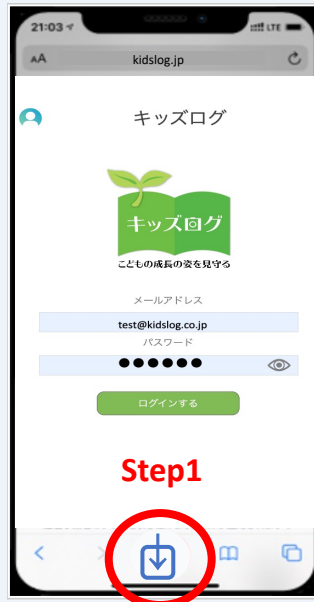 21:03
LTE
AA
kidslog.jp
キッズログ
キッズログ
こどもの成長の姿を見守る
メールアドレス
test@kidslog.co.jp
パスワード
●●●●●●
ログインする
Step1